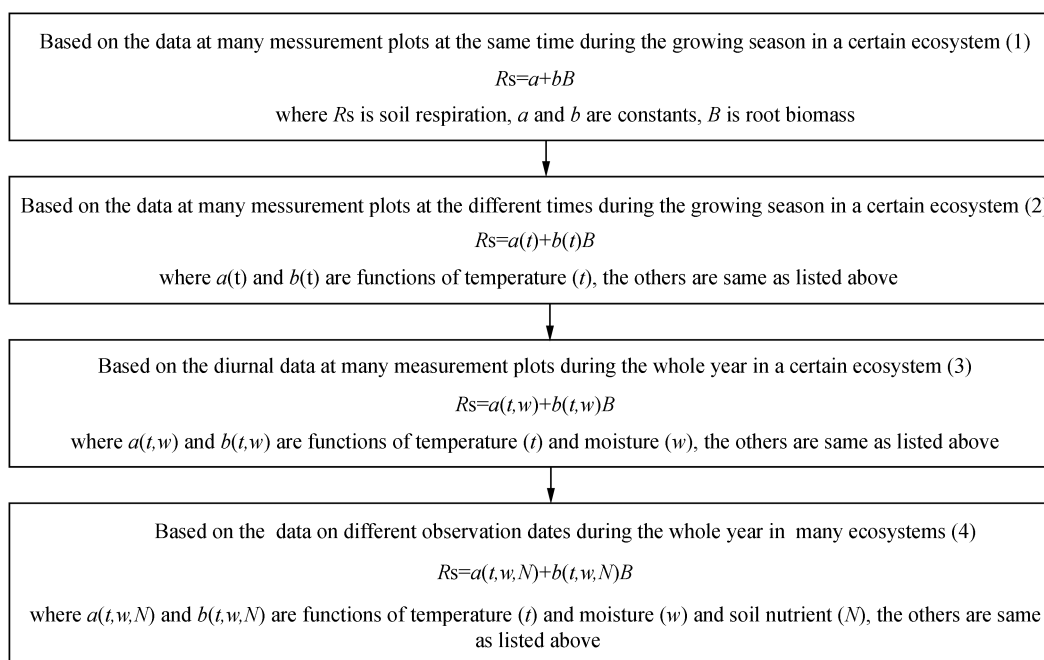 Based on the data at many messurement plots at the same time during the growing season in a certain ecosystem (1)
Rs=a+bB
where Rs is soil respiration, a and b are constants, B is root biomass
Based on the data at many messurement plots at the different times during the growing season in a certain ecosystem (2)
Rs=a(t)+b(t)B
where a(t) and b(t) are functions of temperature (t), the others are same as listed above
Based on the diurnal data at many measurement plots during the whole year in a certain ecosystem (3)
Rs=a(t,w)+b(t,w)B
where a(t,w) and b(t,w) are functions of temperature (t) and moisture (w), the others are same as listed above
Based on the data on different observation dates during the whole year in many ecosystems (4)
Rs=a(t,w,N)+b(t,w,N)B
where a(t,w,N) and b(t,w,N) are functions of temperature (t) and moisture (w) and soil nutrient (N), the others are same
as listed above